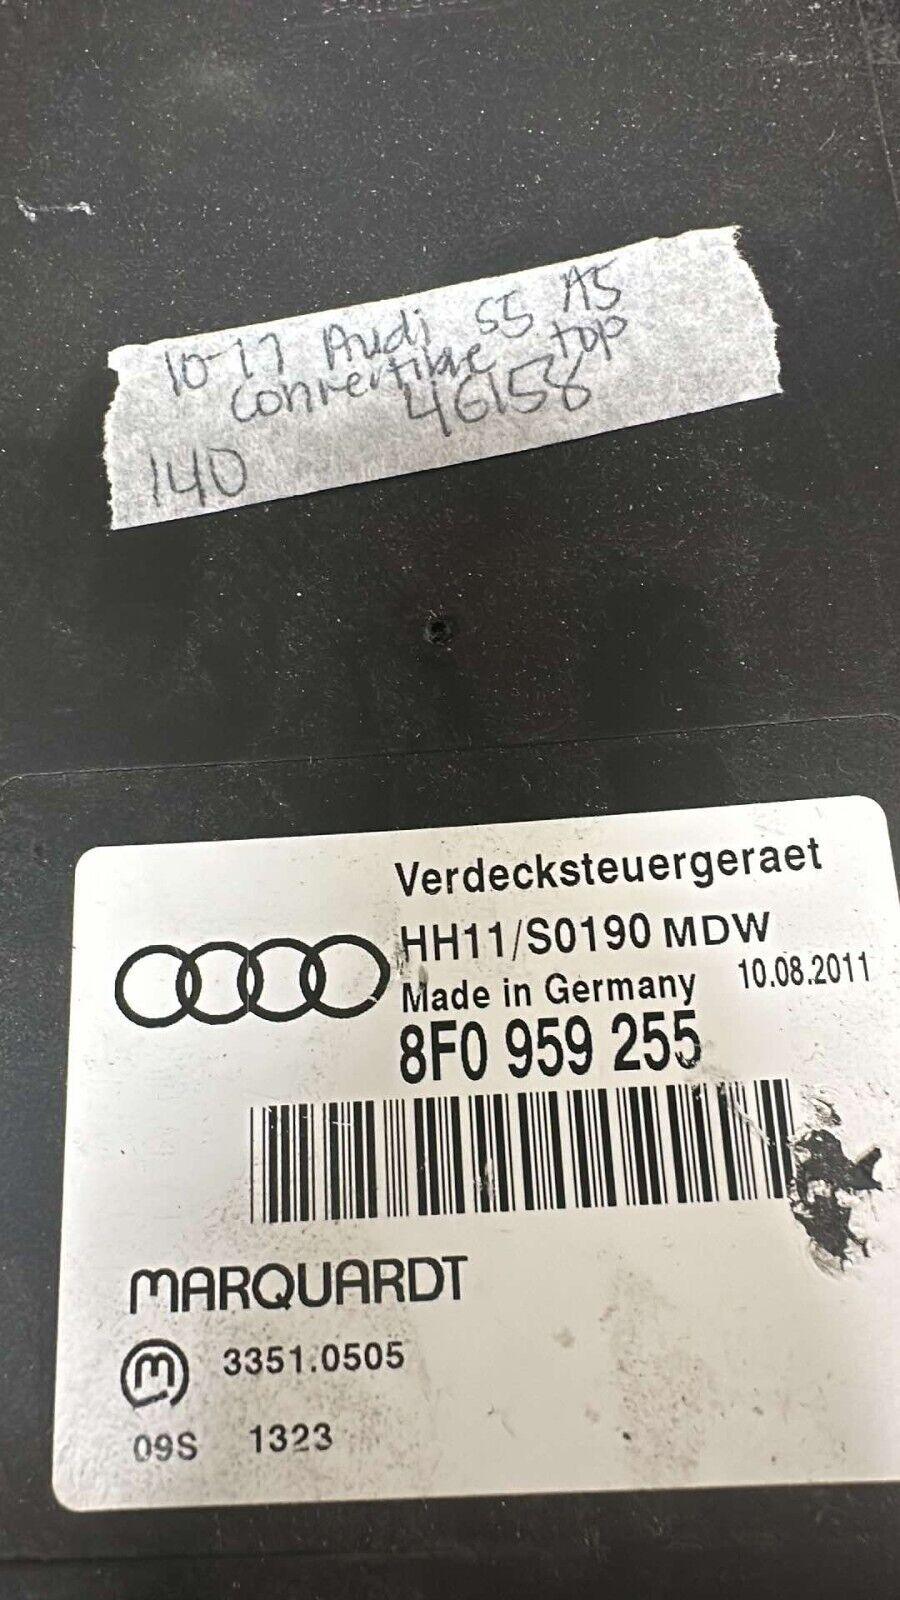 10-17 Audi S5 A5
convertible top
140 46158
Verdecksteuergeraet
HH11/S0190 MDW
Made in Germany 10.08.2011
8F0 959 255
MARQUARDT
m 3351.0505
09S 1323